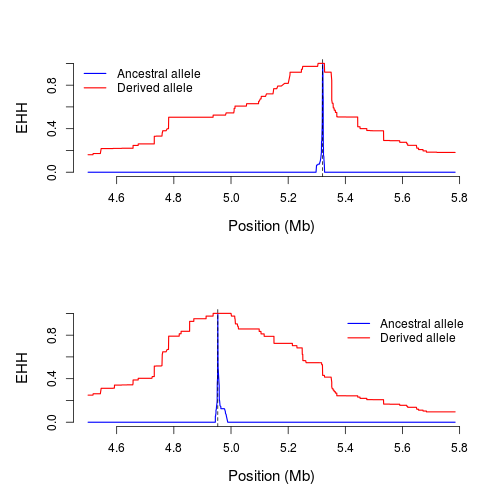 Ancestral allele
Derived allele
EHH
0.0 0.4 0.8
4.6 4.8 5.0 5.2 5.4 5.6 5.8
Position (Mb)
Ancestral allele
Derived allele
EHH
0.0 0.4 0.8
4.6 4.8 5.0 5.2 5.4 5.6 5.8
Position (Mb)